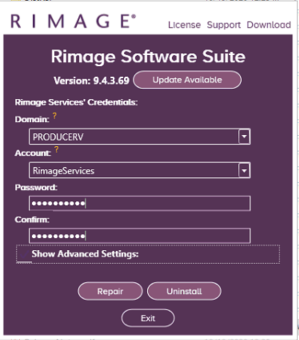 RIMAGE®
License Support Download
Rimage Software Suite
Version: 9.4.3.69 Update Available
Rimage Services' Credentials:
Domain: ?
PRODUCERV
Account: ?
RimageServices
Password:
••••••••••
Confirm:
••••••••••
Show Advanced Settings:
Repair Uninstall
Exit